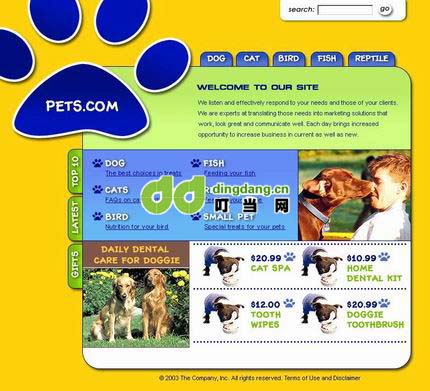 search:
go
DOG
CAT
BIRD
FISH
REPTILE
PETS.COM
WELCOME TO OUR SITE
We listen and effectively respond to your needs and those of your clients.
We are experts at translating those needs into marketing solutions that
work, look great and communicate well. Each day brings increased
opportunity to increase business in current as well as new.
TOP 10
LATEST
GIFTS
DOG
The best choices in treats
FISH
Feeding your fish
CATS
FAQs on
dingdang.cn
叮当网
BIRD
Nutrition for your bird
SMALL PET
Special treats for your pets
DAILY DENTAL
CARE FOR DOGGIE
$20.99
CAT SPA
$10.99
HOME
DENTAL KIT
$12.00
TOOTH
WIPES
$20.99
DOGGIE
TOOTHBRUSH
© 2003 The Company, Inc. All rights reserved. Terms of Use and Disclaimer